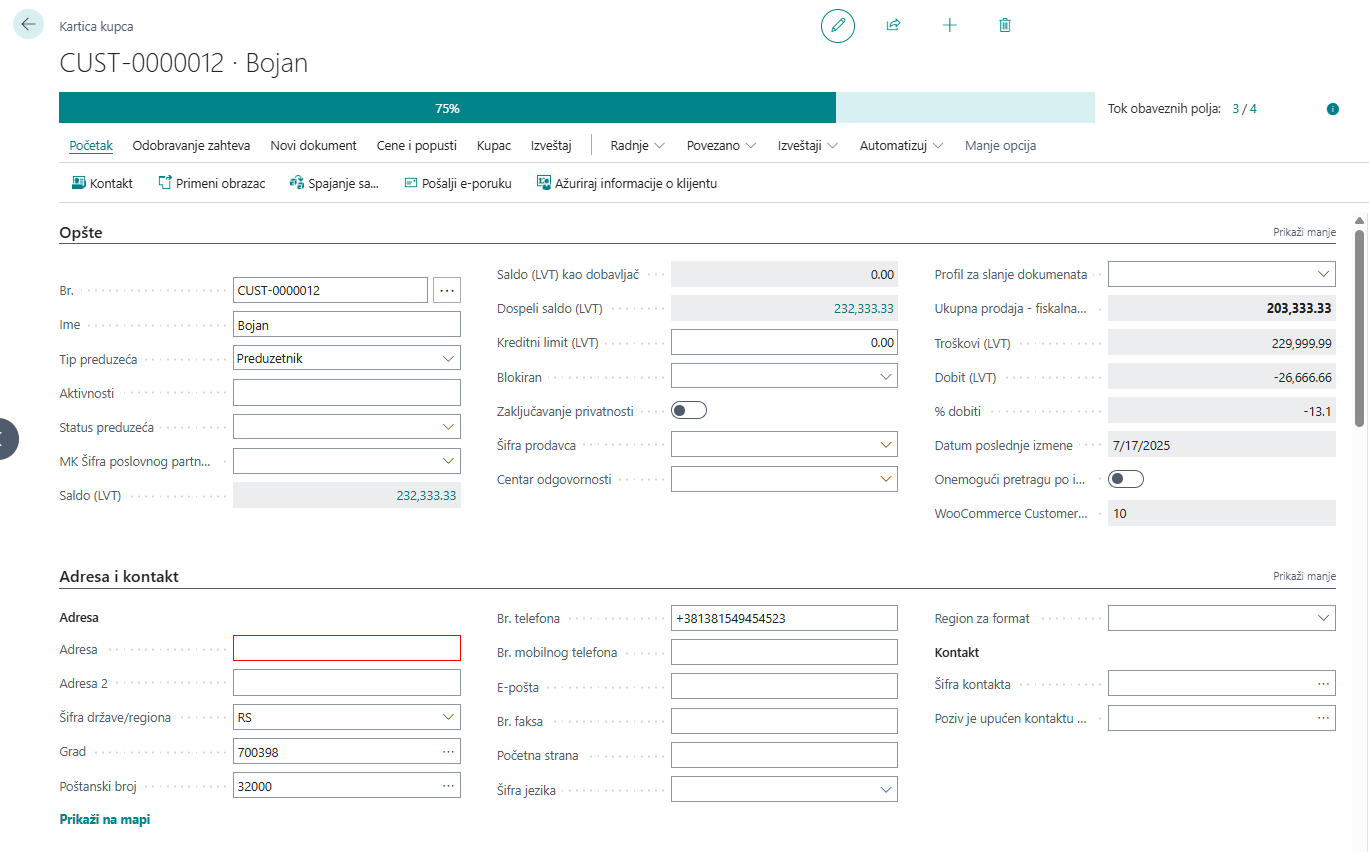 Kartica kupca
CUST-0000012 · Bojan
75%
Tok obaveznih polja: 3 / 4
Početak Odobravanje zahteva Novi dokument Cene i popusti Kupac Izveštaj Radnje Povezano Izveštaji Automatizuj Manje opcija
Kontakt Primeni obrazac Spajanje sa... Pošalji e-poruku Ažuriraj informacije o klijentu
Opšte
Prikaži manje
Br. CUST-0000012 ...
Ime Bojan
Tip preduzeća Preduzetnik
Aktivnosti
Status preduzeća
MK Šifra poslovnog partn...
Saldo (LVT) 232,333.33
Saldo (LVT) kao dobavljač 0.00
Dospeli saldo (LVT) 232,333.33
Kreditni limit (LVT) 0.00
Blokiran
Zaključavanje privatnosti
Šifra prodavca
Centar odgovornosti
Profil za slanje dokumenata
Ukupna prodaja - fiskalna... 203,333.33
Troškovi (LVT) 229,999.99
Dobit (LVT) -26,666.66
% dobiti -13.1
Datum poslednje izmene 7/17/2025
Onemogući pretragu po i...
WooCommerce Customer... 10
Adresa i kontakt
Prikaži manje
Adresa
Adresa
Adresa 2
Šifra države/regiona RS
Grad 700398 ...
Poštanski broj 32000 ...
Prikaži na mapi
Br. telefona +381381549454523
Br. mobilnog telefona
E-pošta
Br. faksa
Početna strana
Šifra jezika
Region za format
Kontakt
Šifra kontakta ...
Poziv je upućen kontaktu ... ...